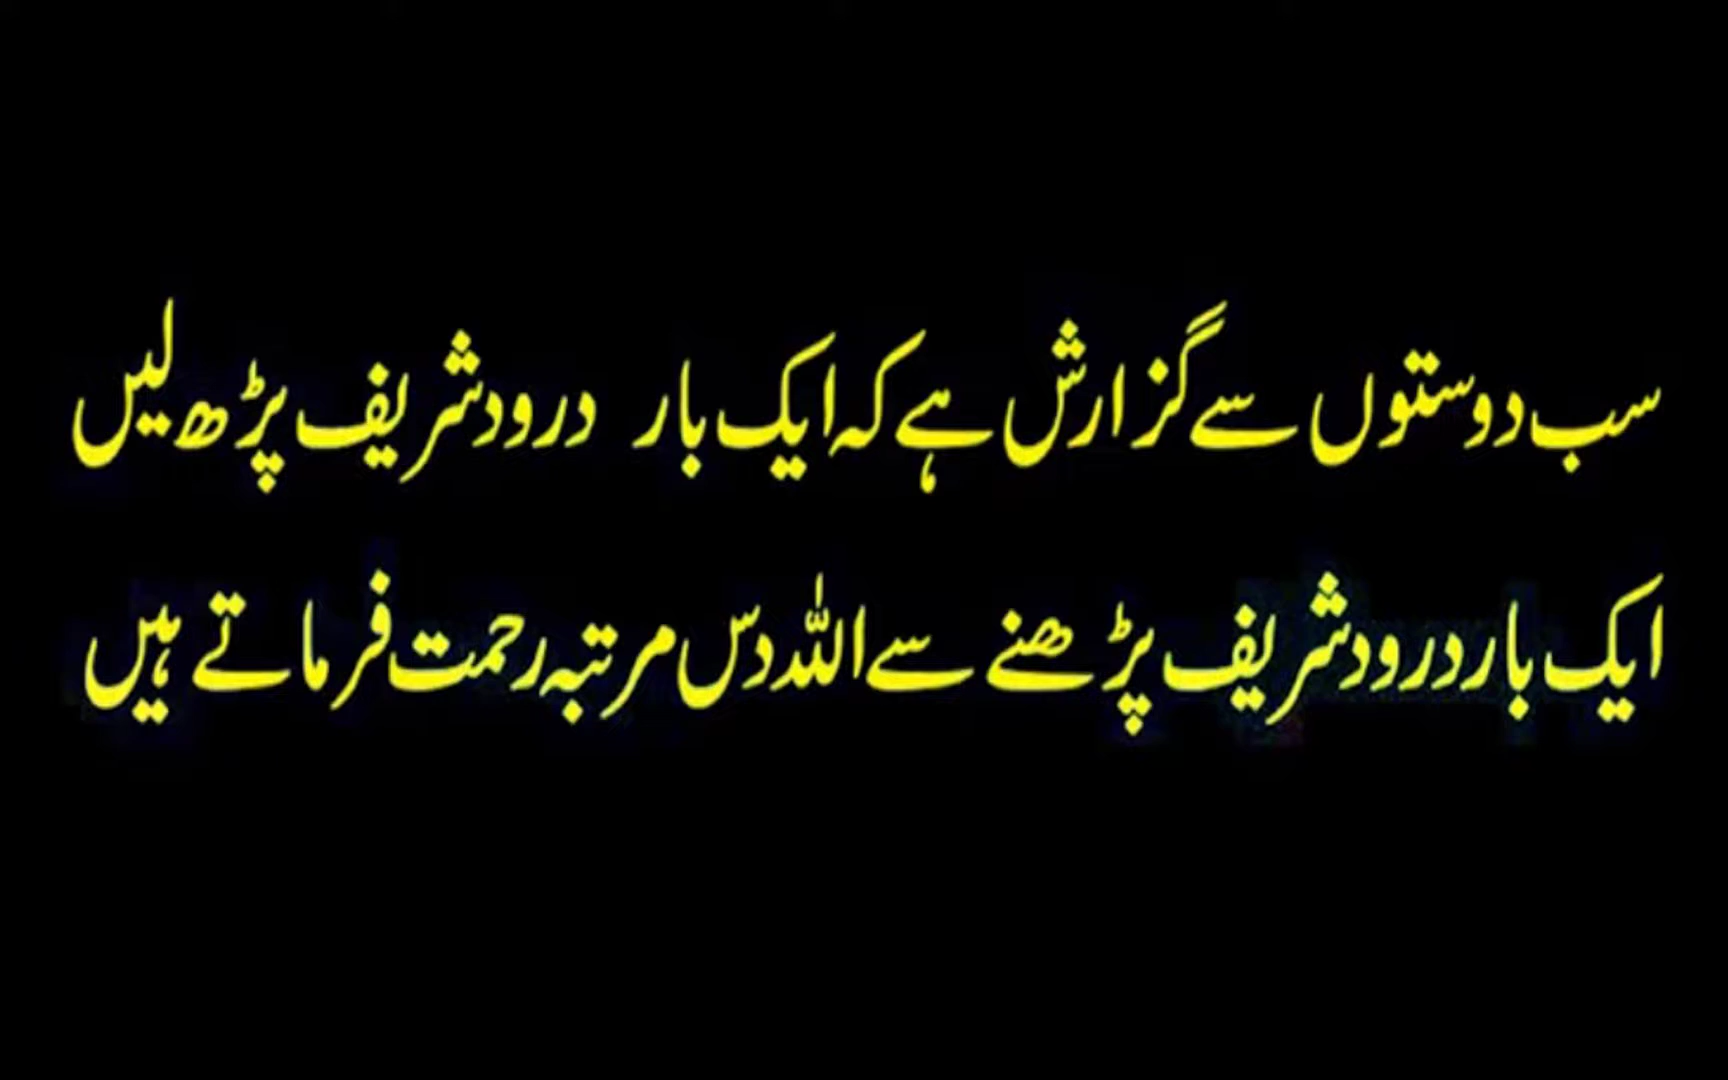 سب دوستوں سے گزارش ہے کہ ایک بار درود شریف پڑھ لیں
ایک بار درود شریف پڑھنے سے اللہ دس مرتبہ رحمت فرماتے ہیں